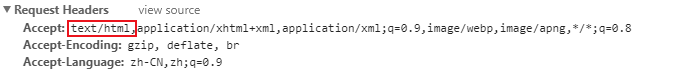 ▼ Request Headers view source
Accept: text/html,application/xhtml+xml,application/xml;q=0.9,image/webp,image/apng,*/*;q=0.8
Accept-Encoding: gzip, deflate, br
Accept-Language: zh-CN,zh;q=0.9